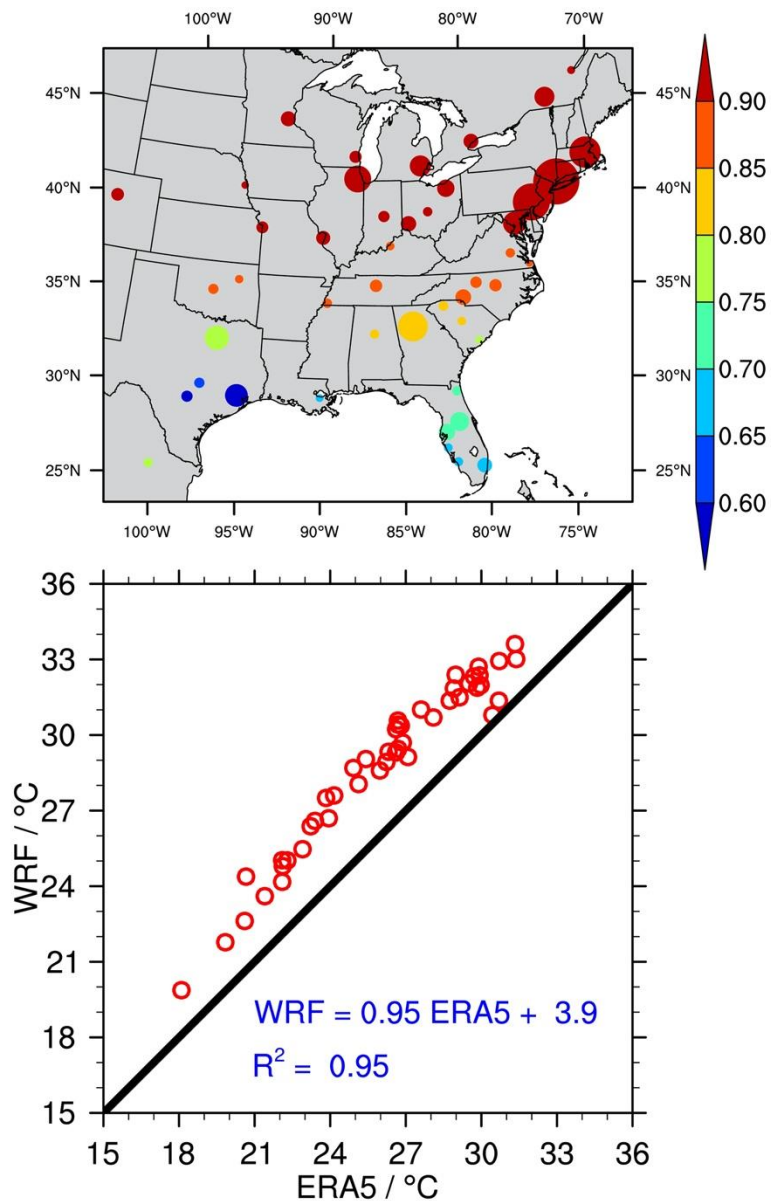 100°W 90°W 80°W 70°W
45°N 45°N 0.90
0.85
40°N 40°N 0.80
35°N 35°N 0.75
0.70
30°N 30°N 0.65
25°N 25°N 0.60
100°W 95°W 90°W 85°W 80°W 75°W
36
33
30
27
24
21
18
15
WRF / °C
WRF = 0.95 ERA5 + 3.9
R² = 0.95
15 18 21 24 27 30 33 36
ERA5 / °C